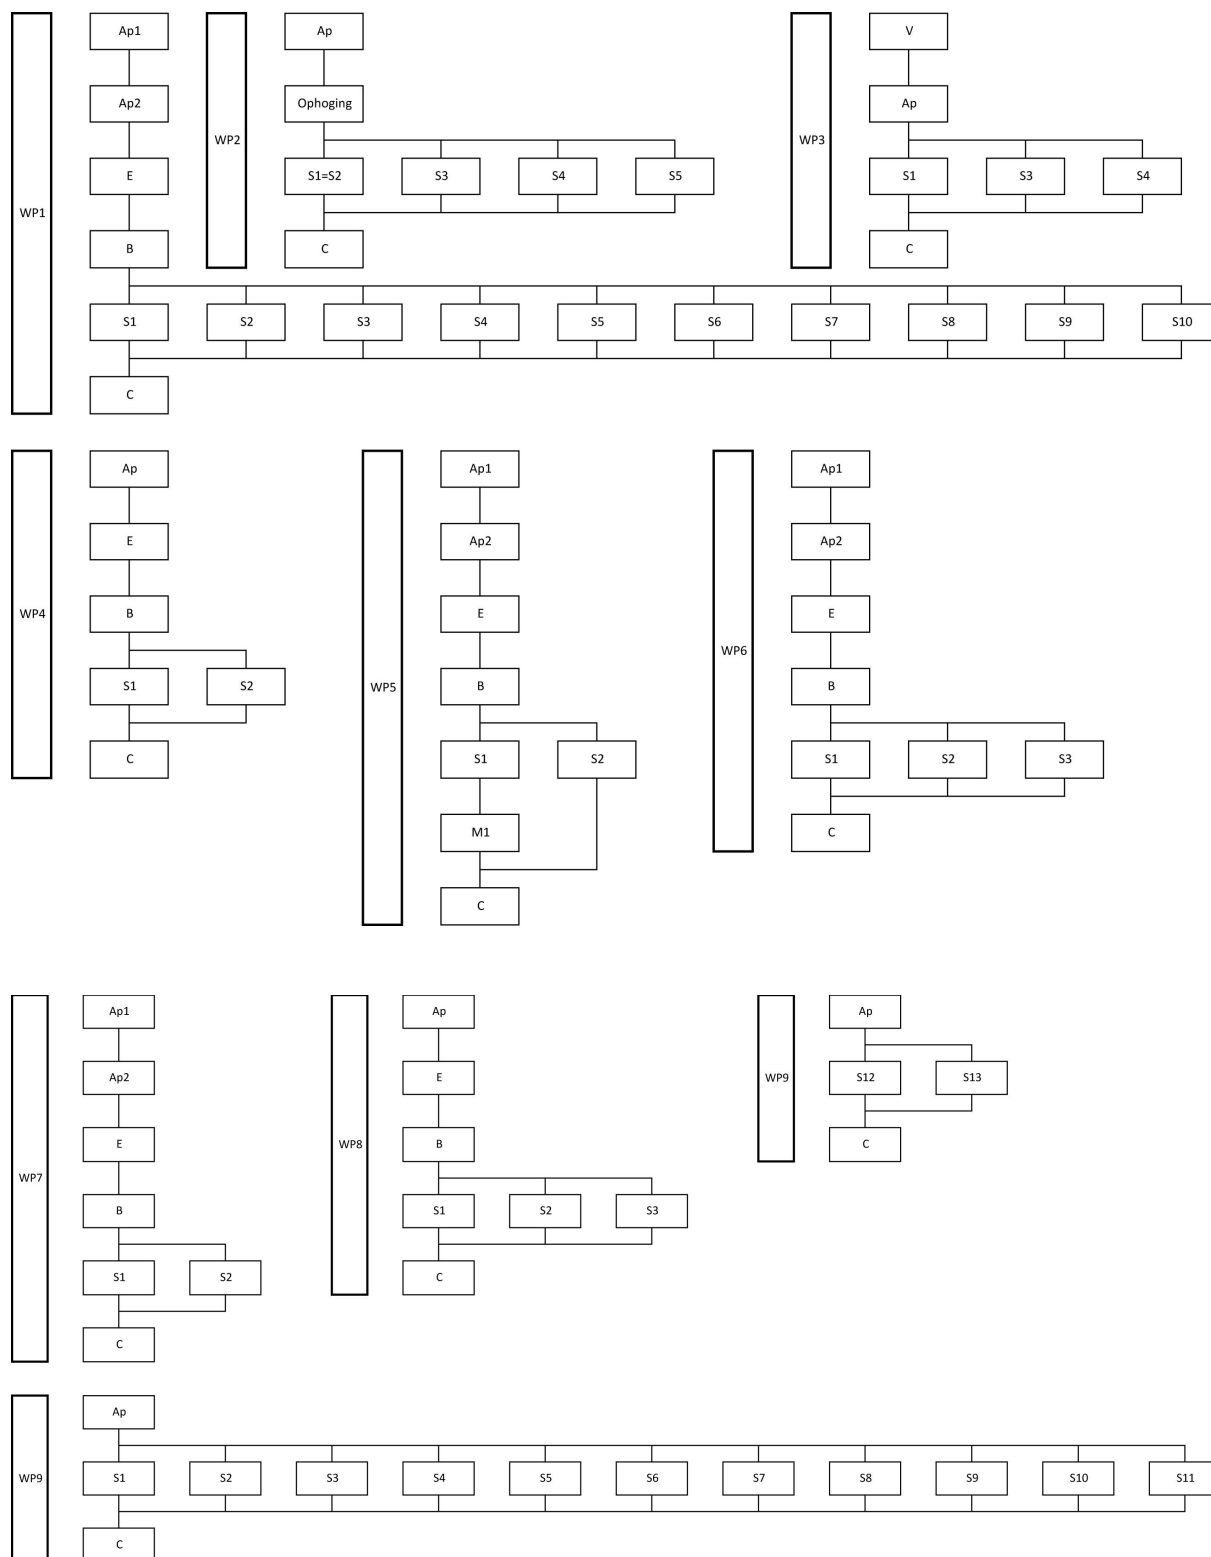 Ap1
Ap
V
Ap2
Ophoging
Ap
WP2
WP3
E
S1=S2
S3
S4
S5
S1
S3
S4
WP1
B
C
C
S1
S2
S3
S4
S5
S6
S7
S8
S9
S10
C
Ap
Ap1
Ap1
E
Ap2
Ap2
WP4
B
E
E
WP6
S1
S2
WP5
B
B
C
S1
S2
S1
S2
S3
M1
C
C
Ap1
Ap
Ap
Ap2
E
WP9
S12
S13
E
WP8
B
C
WP7
B
S1
S2
S3
S1
S2
C
C
Ap
WP9
S1
S2
S3
S4
S5
S6
S7
S8
S9
S10
S11
C